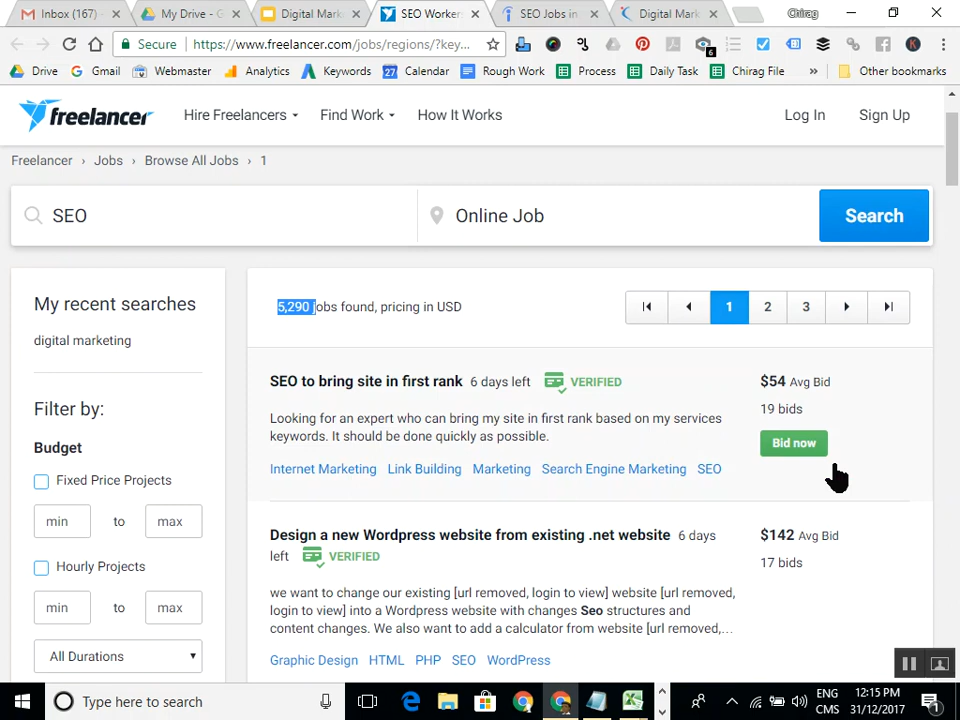 Inbox (167)
My Drive - G
Digital Mark
SEO Worker
SEO Jobs in
Digital Mark
Chirag
Secure
https://www.freelancer.com/jobs/regions/?key...
6
K
Drive
Gmail
Webmaster
Analytics
Keywords
27
Calendar
Rough Work
Process
Daily Task
Chirag File
»
Other bookmarks
freelancer
Hire Freelancers
Find Work
How It Works
Log In
Sign Up
Freelancer › Jobs › Browse All Jobs › 1
SEO
Online Job
Search
My recent searches
digital marketing
Filter by:
Budget
Fixed Price Projects
min to max
Hourly Projects
min to max
All Durations
5,290 jobs found, pricing in USD
1 2 3
SEO to bring site in first rank 6 days left VERIFIED
$54 Avg Bid
19 bids
Bid now
Looking for an expert who can bring my site in first rank based on my services
keywords. It should be done quickly as possible.
Internet Marketing Link Building Marketing Search Engine Marketing SEO
Design a new Wordpress website from existing .net website 6 days
left VERIFIED
$142 Avg Bid
17 bids
we want to change our existing [url removed, login to view] website [url removed,
login to view] into a Wordpress website with changes Seo structures and
content changes. We also want to add a calculator from website [url removed,...
Graphic Design HTML PHP SEO WordPress
Type here to search
ENG
CMS
12:15 PM
31/12/2017
1